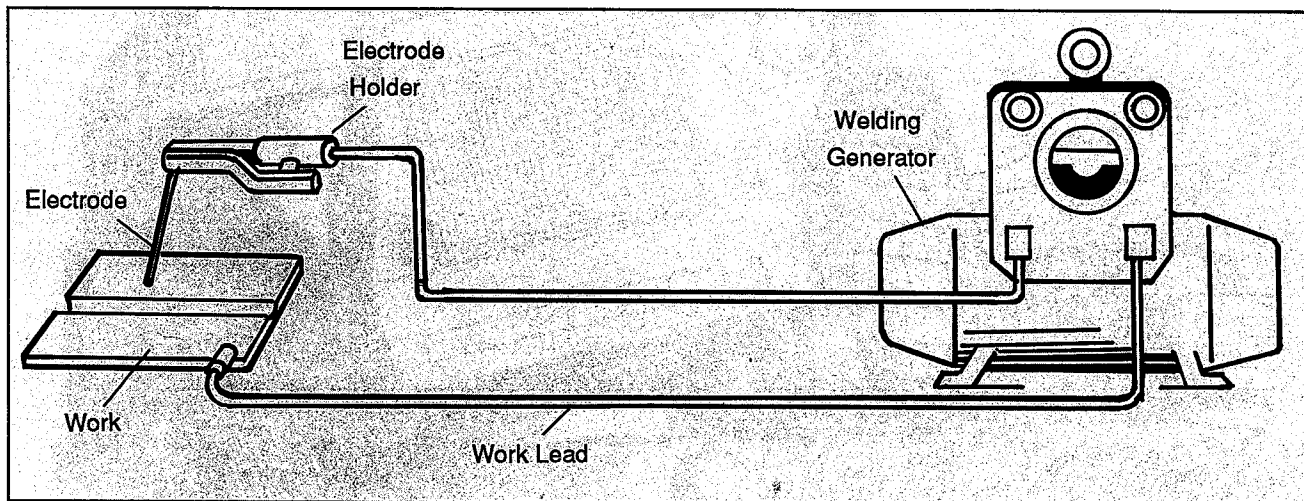 Electrode
Holder
Welding
Generator
Electrode
Work
Work Lead